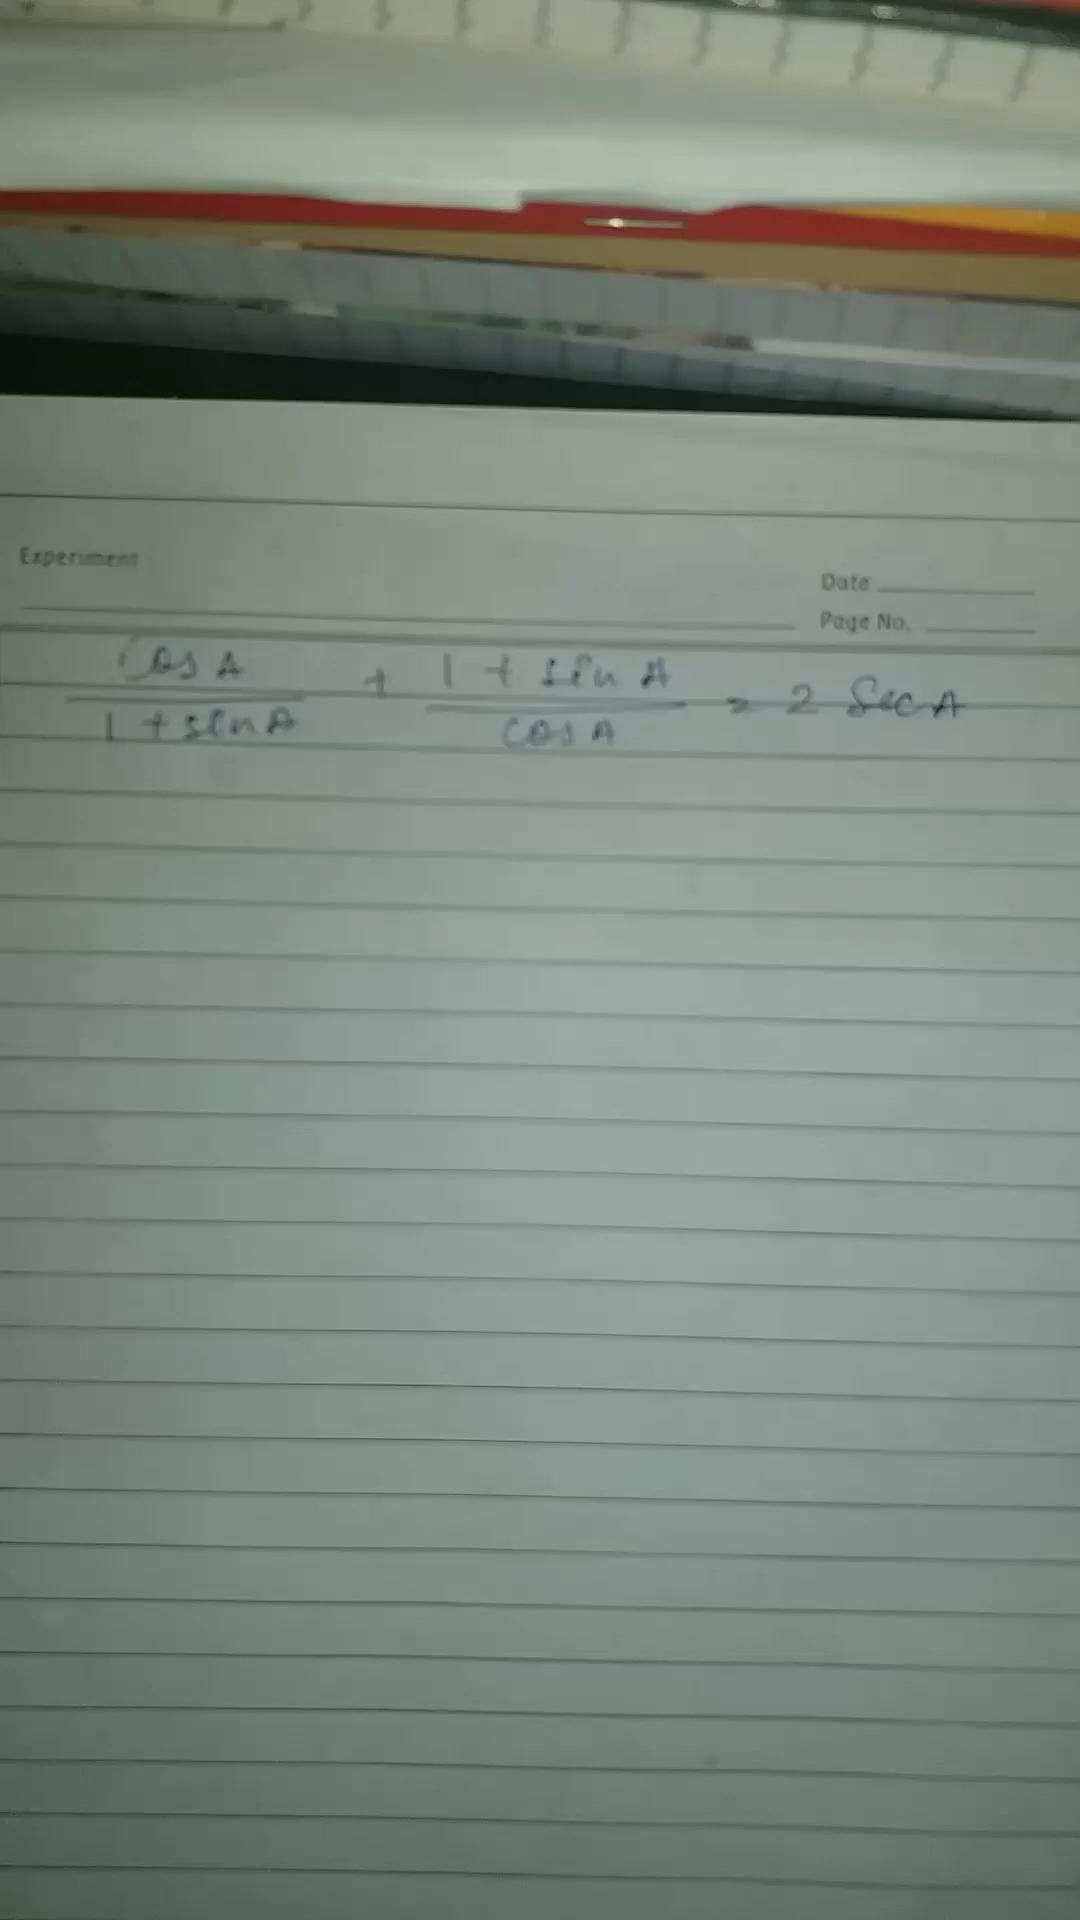 Experiment
Date
Page No.
cos A / 1 + sin A + 1 + sin A / cos A = 2 Sec A